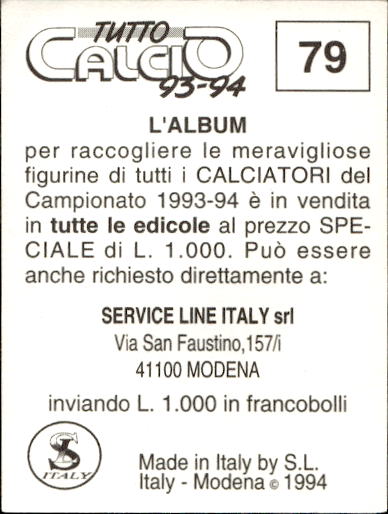 TUTTO
CALCIO
93-94
79
L'ALBUM
per raccogliere le meravigliose
figurine di tutti i CALCIATORI del
Campionato 1993-94 è in vendita
in tutte le edicole al prezzo SPE-
CIALE di L. 1.000. Può essere
anche richiesto direttamente a:
SERVICE LINE ITALY srl
Via San Faustino,157/i
41100 MODENA
inviando L. 1.000 in francobolli
SL
ITALY
Made in Italy by S.L.
Italy - Modena © 1994